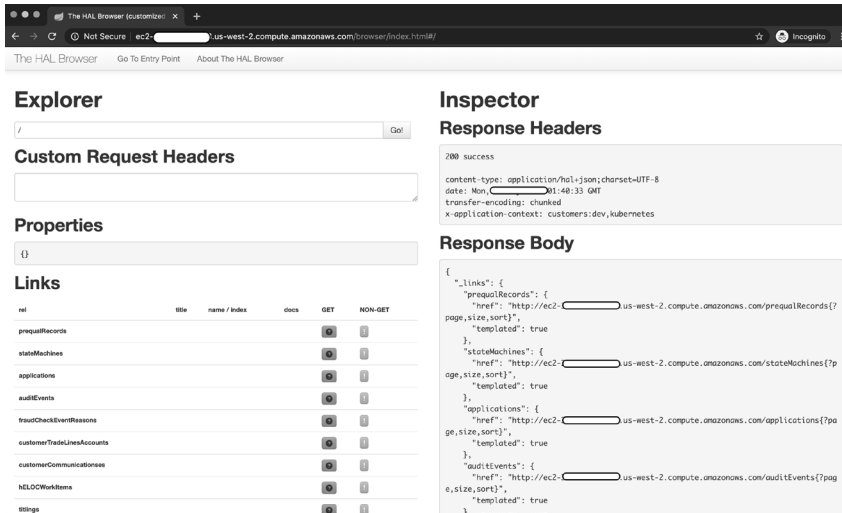 The HAL Browser (customized
Not Secure ec2- .us-west-2.compute.amazonaws.com/browser/index.html#/
Incognito
The HAL Browser Go To Entry Point About The HAL Browser
Explorer
/ Go!
Custom Request Headers
Properties
{}
Links
rel title name / index docs GET NON-GET
prequalRecords
stateMachines
applications
auditEvents
fraudCheckEventReasons
customerTradeLinesAccounts
customerCommunicationses
hELOCWorkItems
titlings
Inspector
Response Headers
200 success
content-type: application/hal+json;charset=UTF-8
date: Mon, 01:40:33 GMT
transfer-encoding: chunked
x-application-context: customers:dev,kubernetes
Response Body
{
"_links": {
"prequalRecords": {
"href": "http://ec2- .us-west-2.compute.amazonaws.com/prequalRecords{?
page,size,sort}",
"templated": true
},
"stateMachines": {
"href": "http://ec2- .us-west-2.compute.amazonaws.com/stateMachines{?p
age,size,sort}",
"templated": true
},
"applications": {
"href": "http://ec2- .us-west-2.compute.amazonaws.com/applications{?pa
ge,size,sort}",
"templated": true
},
"auditEvents": {
"href": "http://ec2- .us-west-2.compute.amazonaws.com/auditEvents{?pag
e,size,sort}",
"templated": true
}